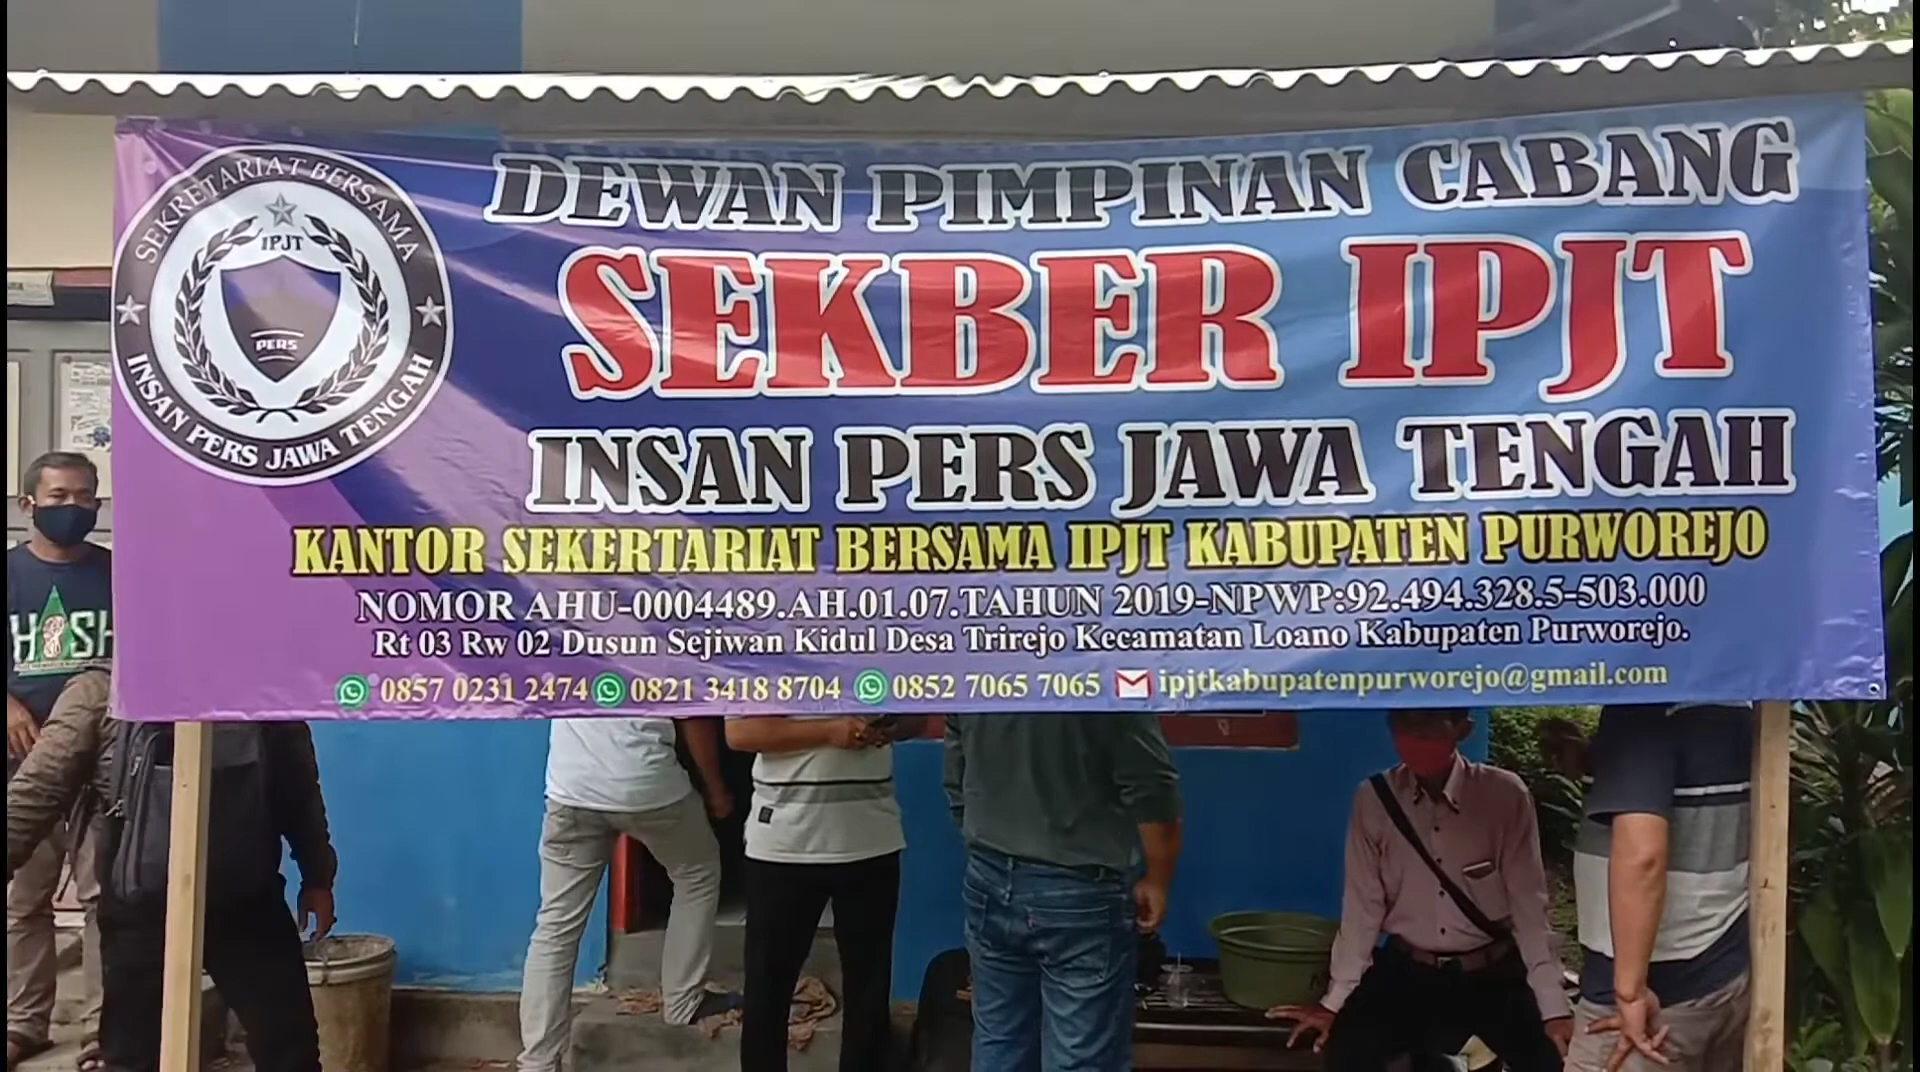 SEKRETARIAT BERSAMA
IPJT
PERS
INSAN PERS JAWA TENGAH
DEWAN PIMPINAN CABANG
SEKBER IPJT
INSAN PERS JAWA TENGAH
KANTOR SEKERTARIAT BERSAMA IPJT KABUPATEN PURWOREJO
NOMOR AHU-0004489.AH.01.07.TAHUN 2019-NPWP:92.494.328.5-503.000
Rt 03 Rw 02 Dusun Sejiwan Kidul Desa Trirejo Kecamatan Loano Kabupaten Purworejo.
0857 0231 2474 0821 3418 8704 0852 7065 7065 ipjtkabupatenpurworejo@gmail.com